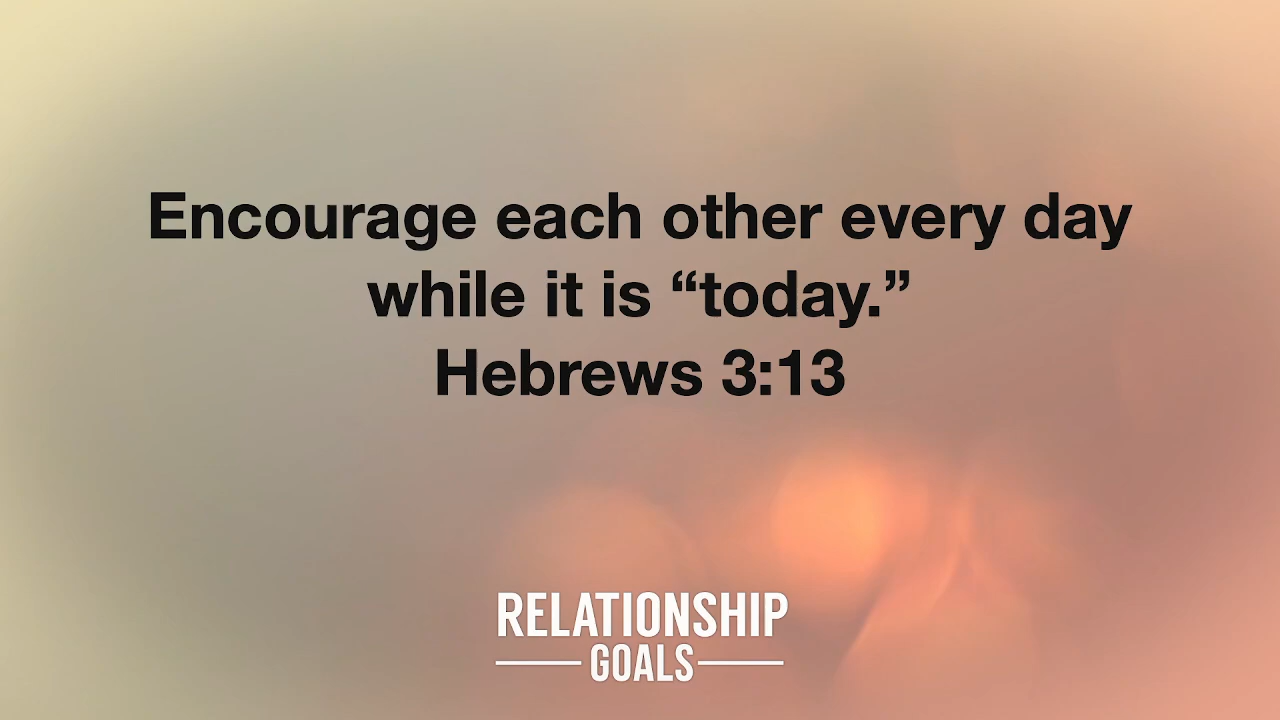 Encourage each other every day
while it is “today.”
Hebrews 3:13
RELATIONSHIP
GOALS